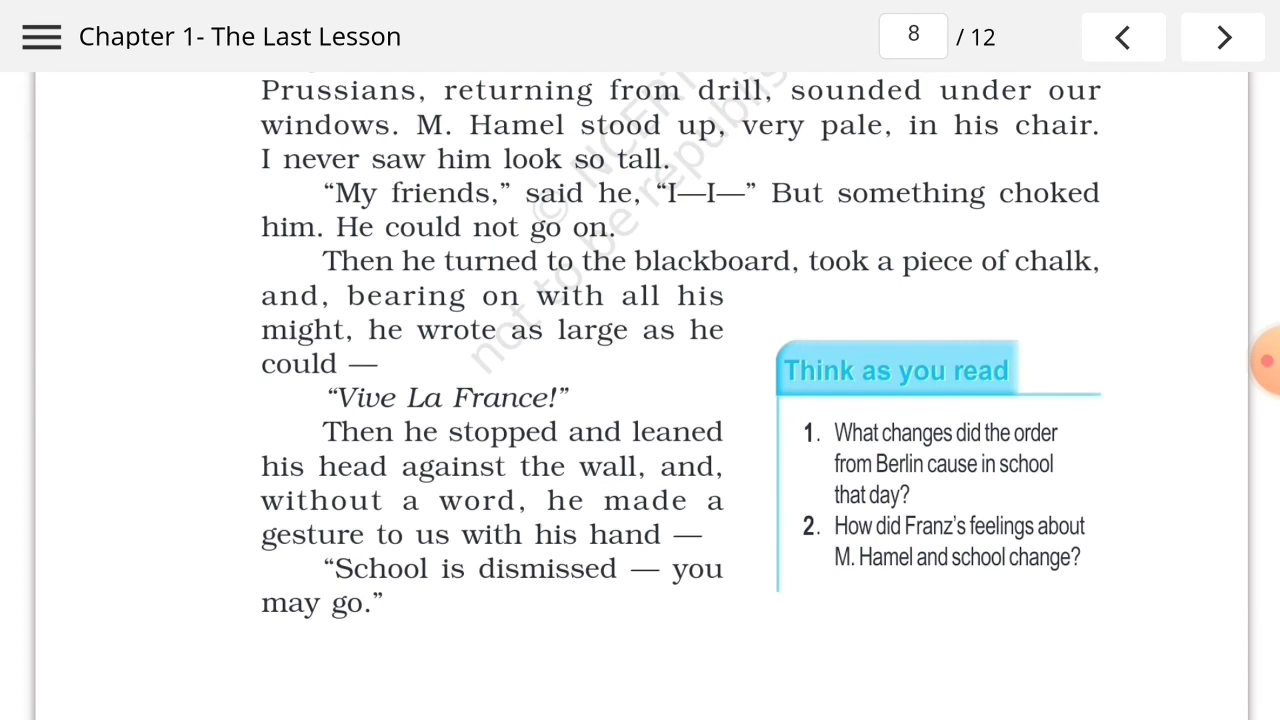 Chapter 1- The Last Lesson
8 / 12
Prussians, returning from drill, sounded under our
windows. M. Hamel stood up, very pale, in his chair.
I never saw him look so tall.
“My friends,” said he, “I—I—” But something choked
him. He could not go on.
Then he turned to the blackboard, took a piece of chalk,
and, bearing on with all his
might, he wrote as large as he
could —
“Vive La France!”
Then he stopped and leaned
his head against the wall, and,
without a word, he made a
gesture to us with his hand —
“School is dismissed — you
may go.”
Think as you read
1. What changes did the order
from Berlin cause in school
that day?
2. How did Franz’s feelings about
M. Hamel and school change?
© NCERT
not to be republish